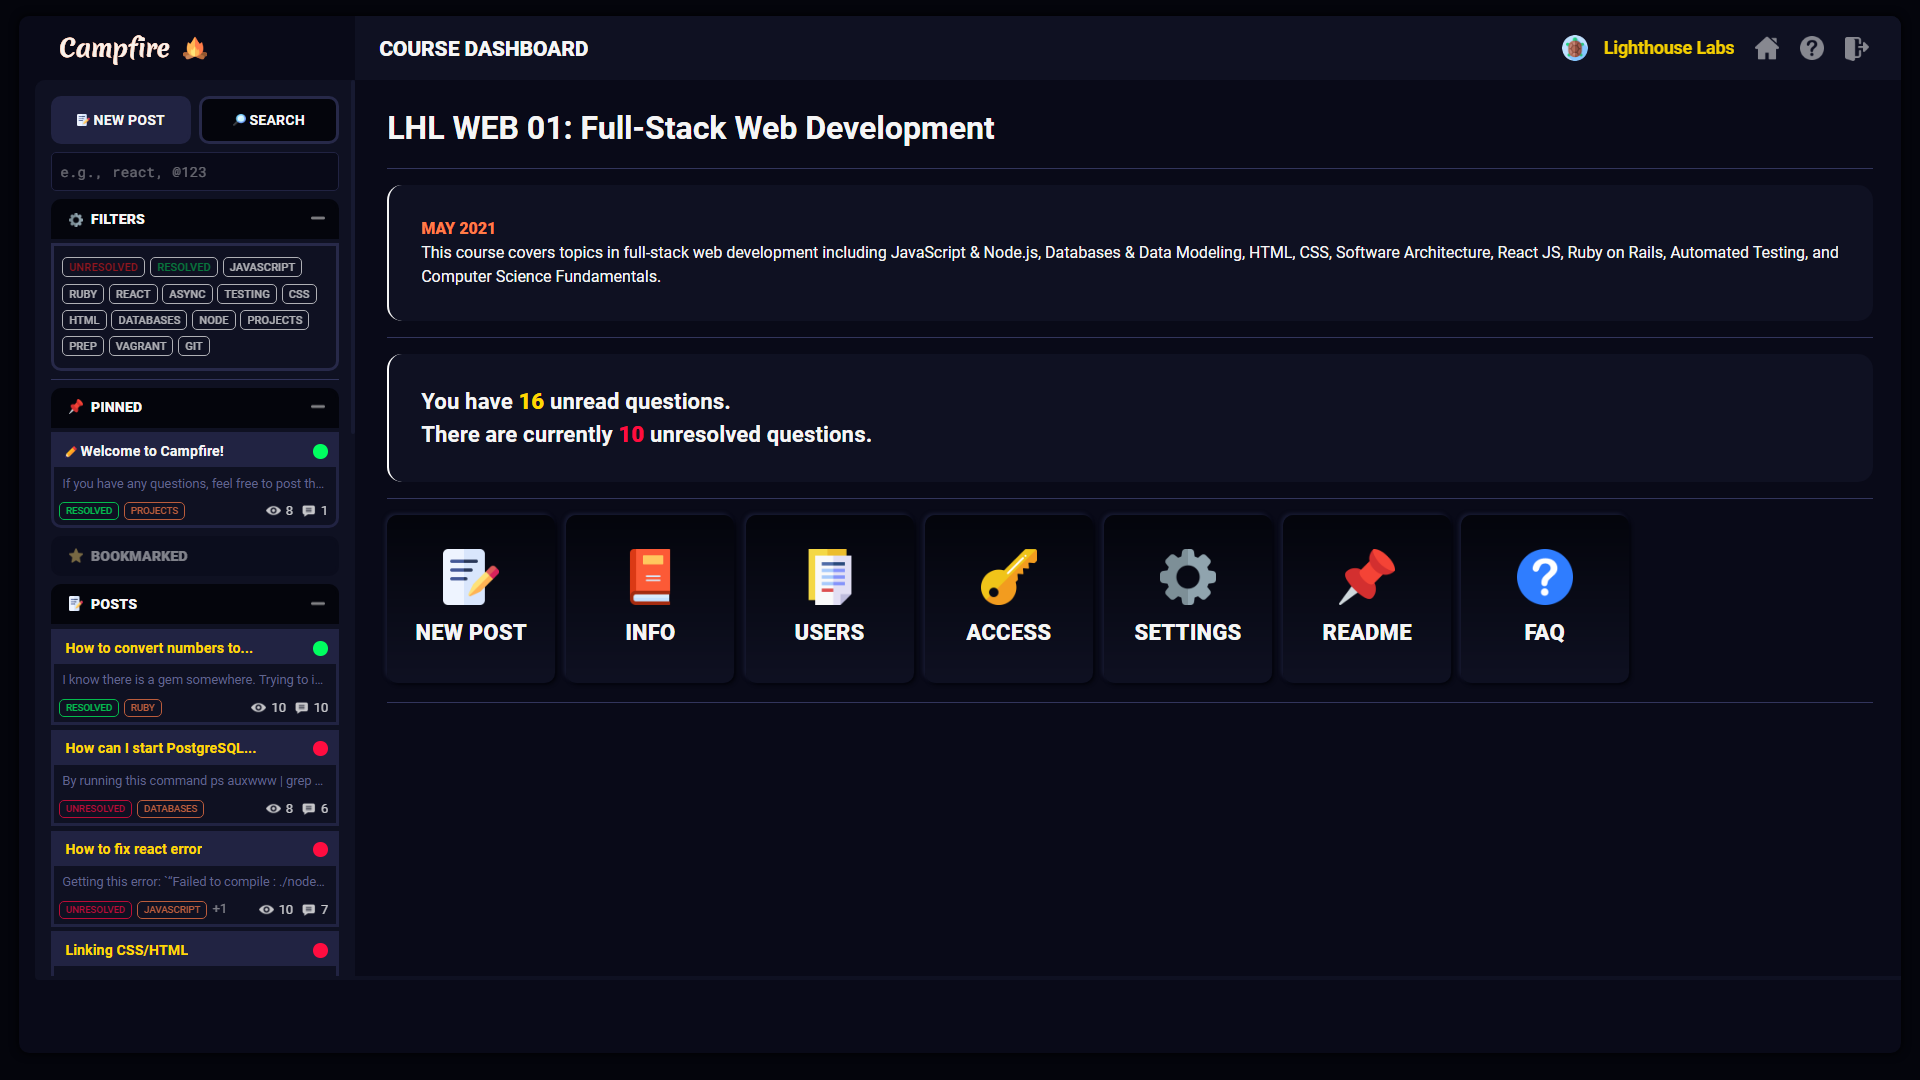 Campfire
COURSE DASHBOARD
Lighthouse Labs
NEW POST
SEARCH
e.g., react, @123
FILTERS
UNRESOLVED RESOLVED JAVASCRIPT
RUBY REACT ASYNC TESTING CSS
HTML DATABASES NODE PROJECTS
PREP VAGRANT GIT
PINNED
Welcome to Campfire!
If you have any questions, feel free to post th...
RESOLVED PROJECTS 8 1
BOOKMARKED
POSTS
How to convert numbers to...
I know there is a gem somewhere. Trying to i...
RESOLVED RUBY 10 10
How can I start PostgreSQL...
By running this command ps auxwww | grep ...
UNRESOLVED DATABASES 8 6
How to fix react error
Getting this error: `"Failed to compile : ./node...
UNRESOLVED JAVASCRIPT +1 10 7
Linking CSS/HTML
LHL WEB 01: Full-Stack Web Development
MAY 2021
This course covers topics in full-stack web development including JavaScript & Node.js, Databases & Data Modeling, HTML, CSS, Software Architecture, React JS, Ruby on Rails, Automated Testing, and
Computer Science Fundamentals.
You have 16 unread questions.
There are currently 10 unresolved questions.
NEW POST
INFO
USERS
ACCESS
SETTINGS
README
FAQ